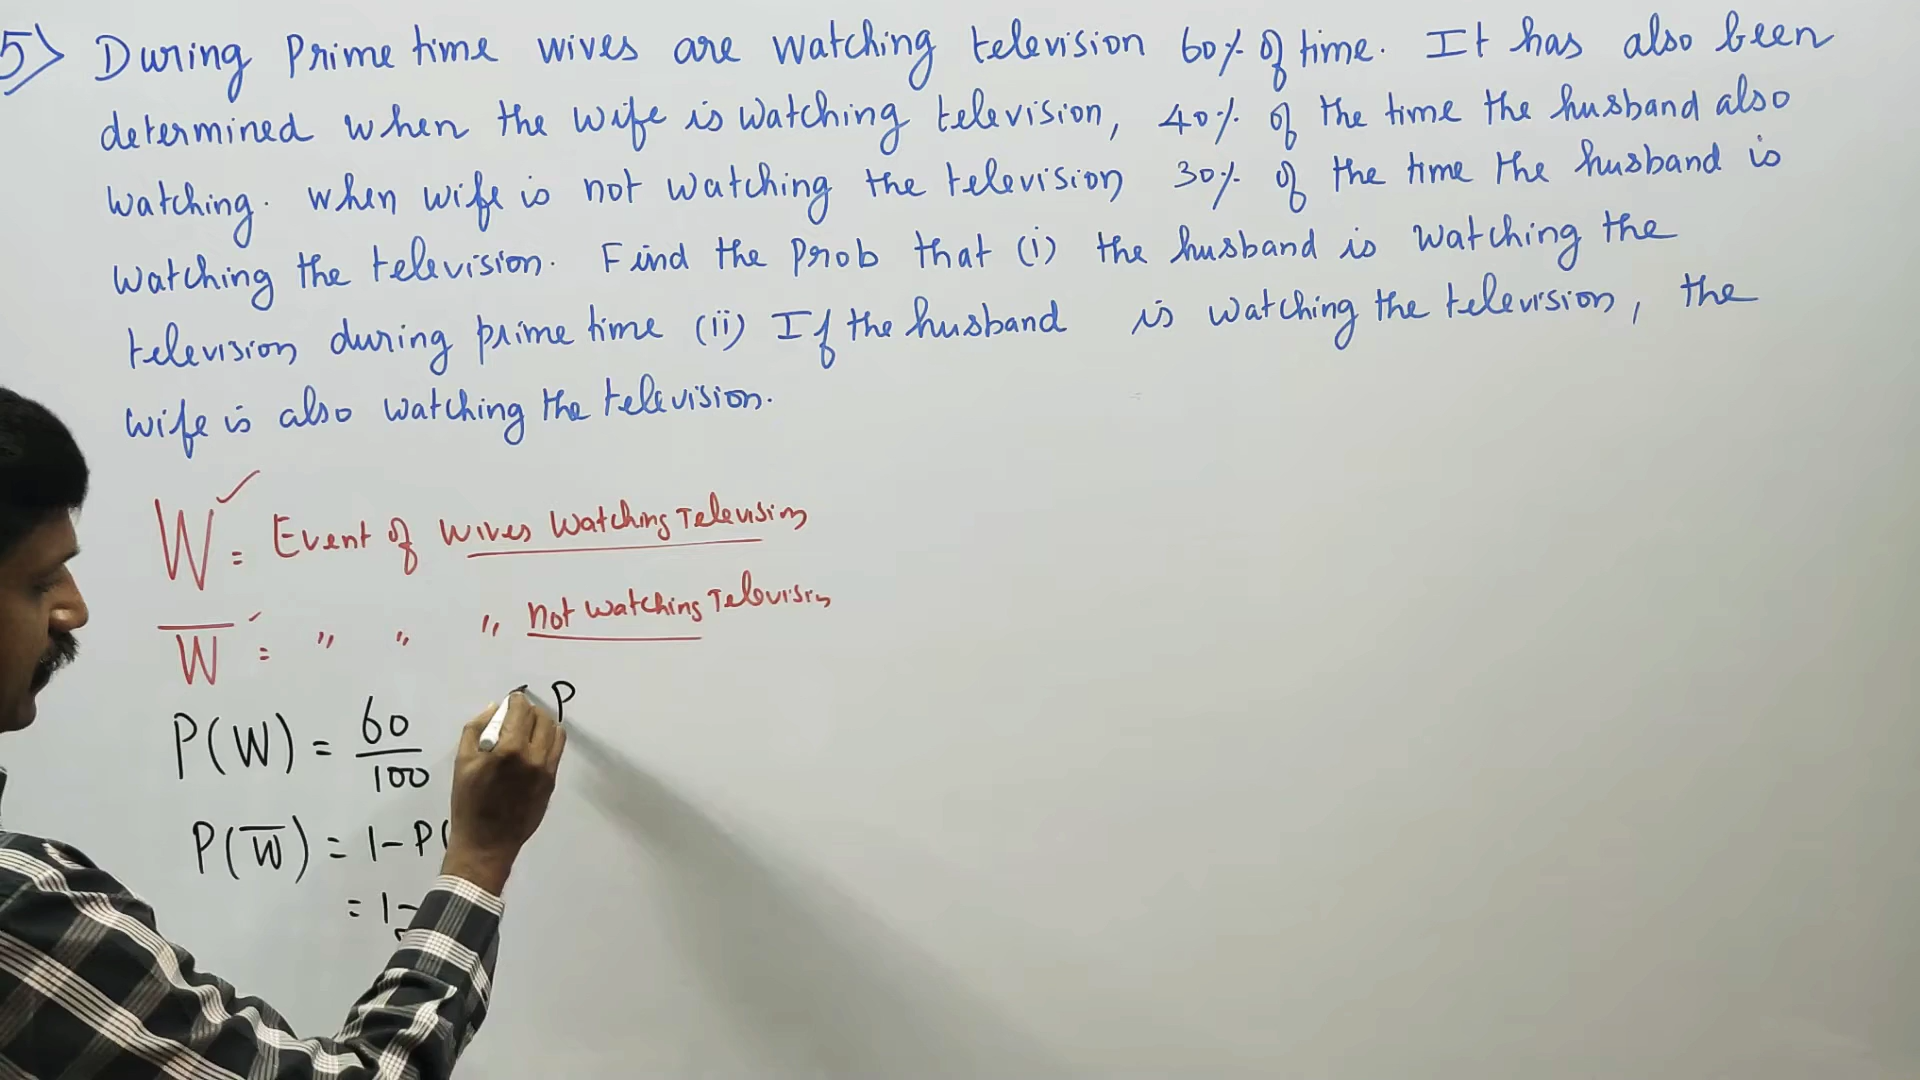 5) During Prime time wives are watching television 60% of time. It has also been
determined when the wife is watching television, 40% of the time the husband also
watching. When wife is not watching the television 30% of the time the husband is
watching the television. Find the prob that (i) the husband is watching the
television during prime time (ii) If the husband is watching the television, the
wife is also watching the television.
W = Event of wives watching Television
W̅ = " " " not watching Television
P(W) = 60/100
P
P(W̅) = 1-P(
= 1-